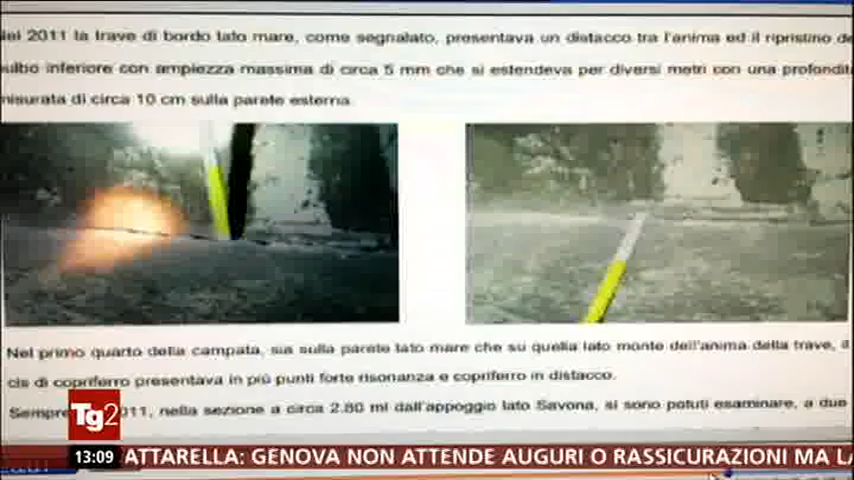 Nel 2011 la trave di bordo lato mare, come segnalato, presentava un distacco tra l'anima ed il ripristino de
bulbo inferiore con ampiezza massima di circa 5 mm che si estendeva per diversi metri con una profondit
misurata di circa 10 cm sulla parete esterna.
Nel primo quarto della campata, sia sulla parete lato mare che su quella lato monte dell'anima della trave, il
cls di copriferro presentava in più punti forte risonanza e copriferro in distacco.
Sempre 2011, nella sezione a circa 2.80 ml dall'appoggio lato Savona, si sono potuti esaminare, a due
Tg2
13:09 ATTARELLA: GENOVA NON ATTENDE AUGURI O RASSICURAZIONI MA LA